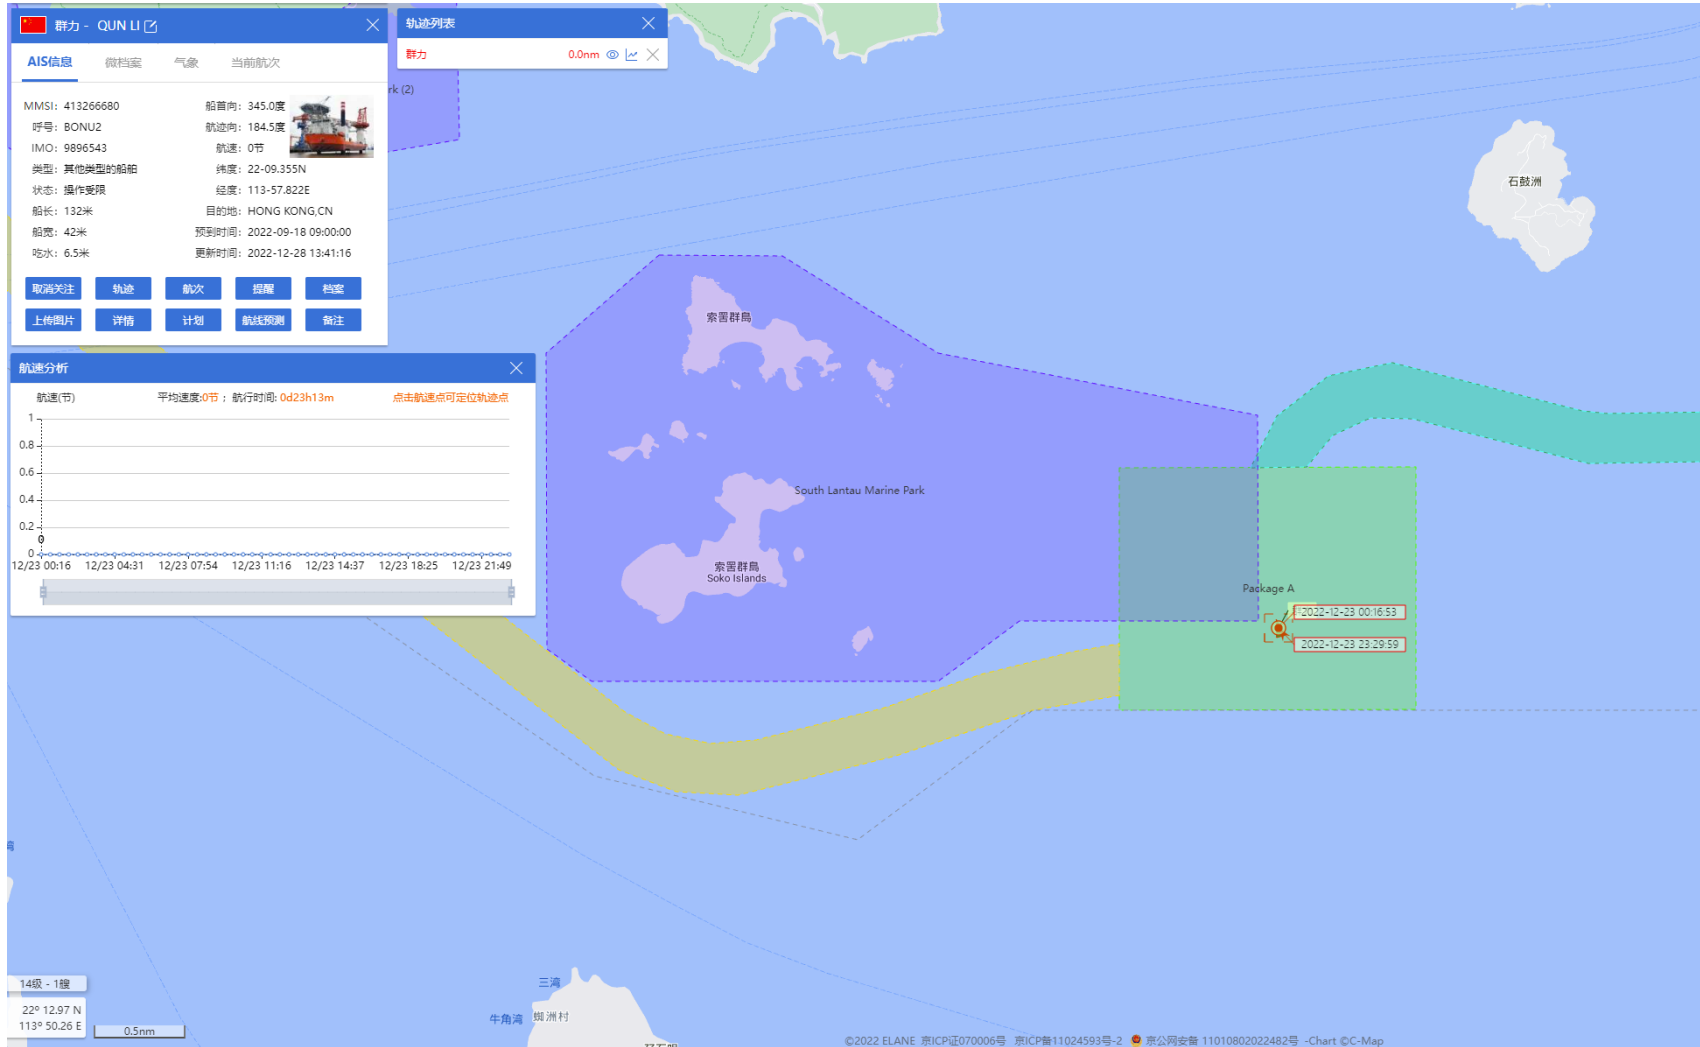 群力 - QUN LI
AIS信息 微档案 气象 当前航次
MMSI: 413266680 船首向: 345.0度
呼号: BONU2 航迹向: 184.5度
IMO: 9896543 航速: 0节
类型: 其他类型的船舶 纬度: 22-09.355N
状态: 操作受限 经度: 113-57.822E
船长: 132米 目的地: HONG KONG,CN
船宽: 42米 预到时间: 2022-09-18 09:00:00
吃水: 6.5米 更新时间: 2022-12-28 13:41:16
取消关注 轨迹 航次 提醒 档案
上传图片 详情 计划 航线预测 备注
轨迹列表
群力 0.0nm
rk (2)
航速分析
航速(节) 平均速度:0节 ; 航行时间: 0d23h13m 点击航速点可定位轨迹点
1
0.8
0.6
0.4
0.2
0
0
12/23 00:16 12/23 04:31 12/23 07:54 12/23 11:16 12/23 14:37 12/23 18:25 12/23 21:49
石鼓洲
索罟群島
South Lantau Marine Park
索罟群島
Soko Islands
Package A
2022-12-23 00:16:53
2022-12-23 23:29:59
三湾
牛角湾
蜘洲村
14级 - 1艘
22º 12.97 N
113º 50.26 E
0.5nm
©2022 ELANE 京ICP证070006号 京ICP备11024593号-2 京公网安备 11010802022482号 -Chart ©C-Map